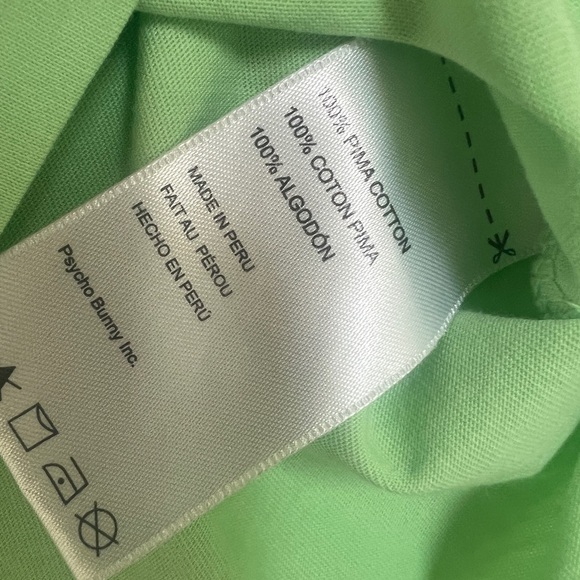 100% PIMA COTTON
100% COTON PIMA
100% ALGODÓN
MADE IN PERU
FAIT AU PÉROU
HECHO EN PERÚ
Psycho Bunny Inc.